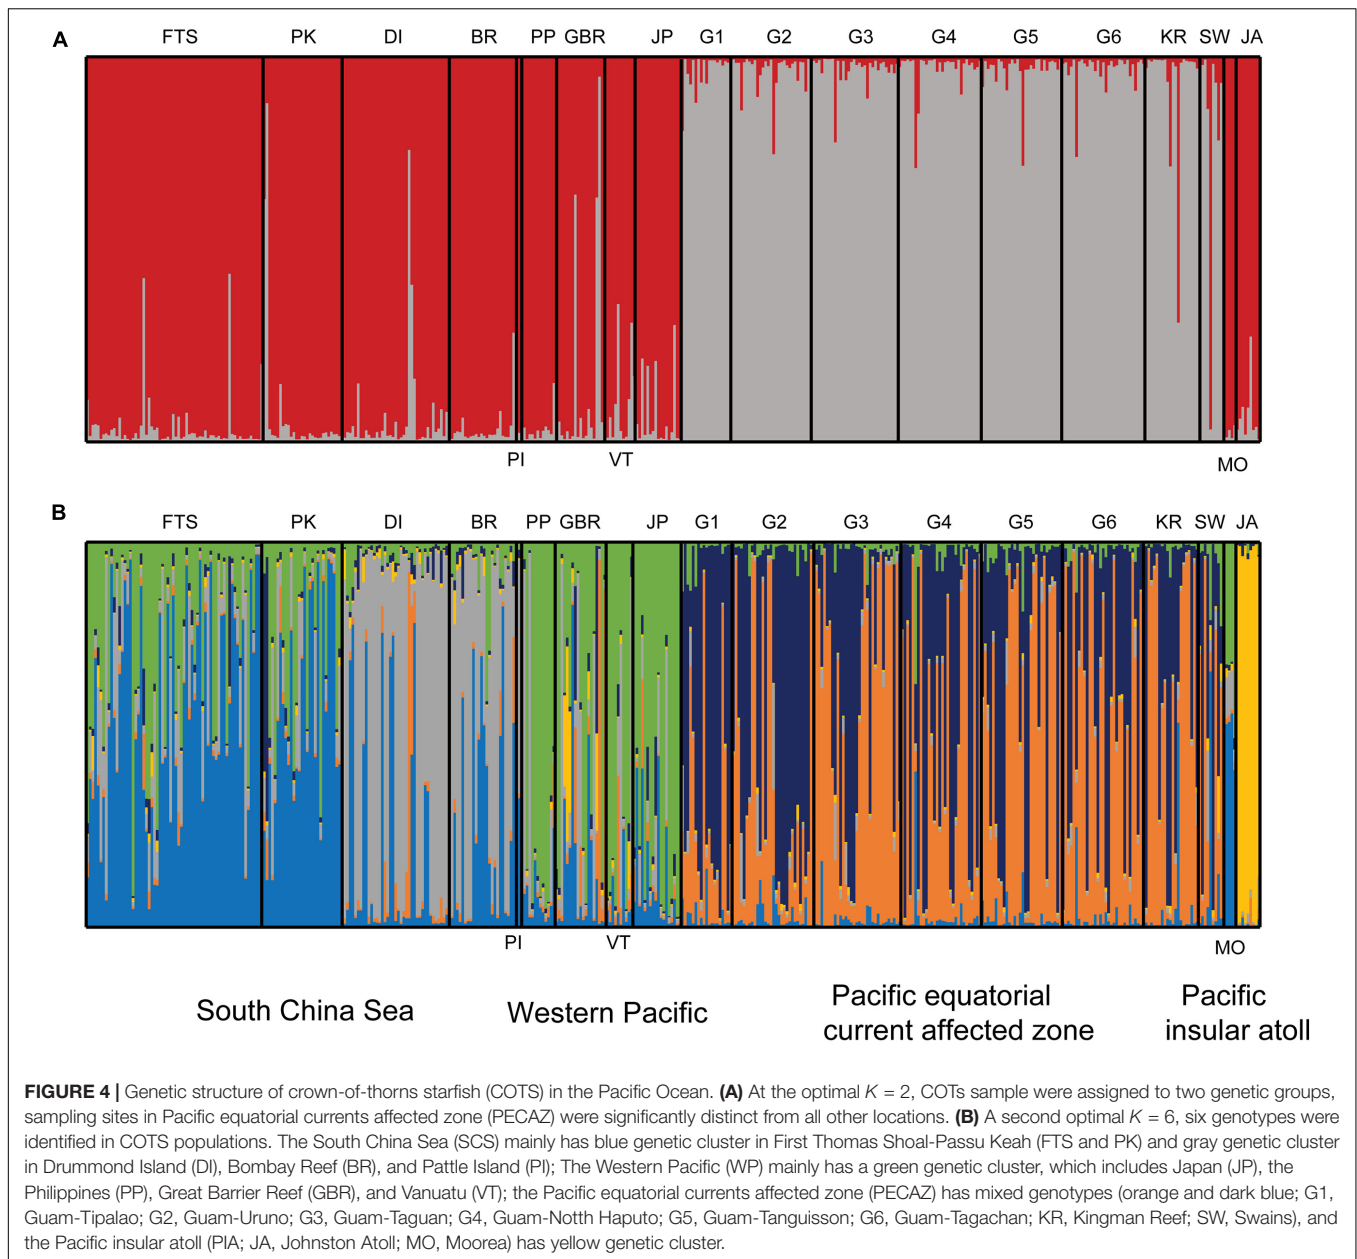 A
FTS PK DI BR PP GBR JP G1 G2 G3 G4 G5 G6 KR SW JA
PI VT MO
B
FTS PK DI BR PP GBR JP G1 G2 G3 G4 G5 G6 KR SW JA
PI VT MO
South China Sea
Western Pacific
Pacific equatorial
current affected zone
Pacific
insular atoll
FIGURE 4 | Genetic structure of crown-of-thorns starfish (COTS) in the Pacific Ocean. (A) At the optimal K = 2, COTs sample were assigned to two genetic groups,
sampling sites in Pacific equatorial currents affected zone (PECAZ) were significantly distinct from all other locations. (B) A second optimal K = 6, six genotypes were
identified in COTS populations. The South China Sea (SCS) mainly has blue genetic cluster in First Thomas Shoal-Passu Keah (FTS and PK) and gray genetic cluster
in Drummond Island (DI), Bombay Reef (BR), and Pattle Island (PI); The Western Pacific (WP) mainly has a green genetic cluster, which includes Japan (JP), the
Philippines (PP), Great Barrier Reef (GBR), and Vanuatu (VT); the Pacific equatorial currents affected zone (PECAZ) has mixed genotypes (orange and dark blue; G1,
Guam-Tipalao; G2, Guam-Uruno; G3, Guam-Taguan; G4, Guam-Notth Haputo; G5, Guam-Tanguisson; G6, Guam-Tagachan; KR, Kingman Reef; SW, Swains), and
the Pacific insular atoll (PIA; JA, Johnston Atoll; MO, Moorea) has yellow genetic cluster.